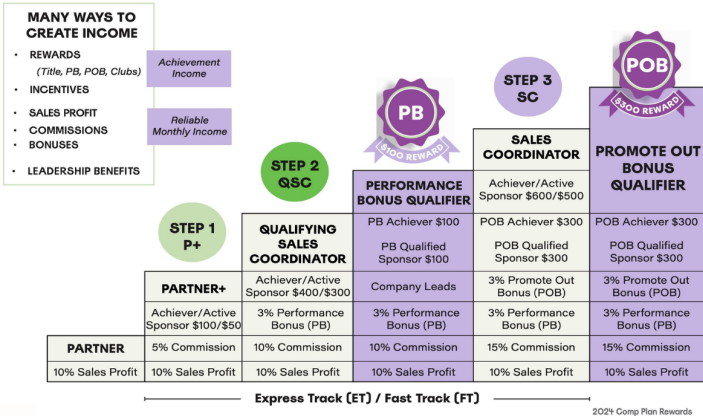 MANY WAYS TO
CREATE INCOME
• REWARDS
(Title, PB, POB, Clubs)
• INCENTIVES
• SALES PROFIT
• COMMISSIONS
• BONUSES
• LEADERSHIP BENEFITS
Achievement
Income
Reliable
Monthly Income
STEP 1
P+
STEP 2
QSC
PB
$100 REWARD
STEP 3
SC
POB
$300 REWARD
PARTNER
10% Sales Profit
PARTNER+
Achiever/Active
Sponsor $100/$50
5% Commission
10% Sales Profit
QUALIFYING
SALES
COORDINATOR
Achiever/Active
Sponsor $400/$300
3% Performance
Bonus (PB)
10% Commission
10% Sales Profit
PERFORMANCE
BONUS QUALIFIER
PB Achiever $100
PB Qualified
Sponsor $100
Company Leads
3% Performance
Bonus (PB)
10% Commission
10% Sales Profit
SALES
COORDINATOR
Achiever/Active
Sponsor $600/$500
POB Achiever $300
POB Qualified
Sponsor $300
3% Promote Out
Bonus (POB)
3% Performance
Bonus (PB)
15% Commission
10% Sales Profit
PROMOTE OUT
BONUS
QUALIFIER
POB Achiever $300
POB Qualified
Sponsor $300
3% Promote Out
Bonus (POB)
3% Performance
Bonus (PB)
15% Commission
10% Sales Profit
Express Track (ET) / Fast Track (FT)
2024 Comp Plan Rewards